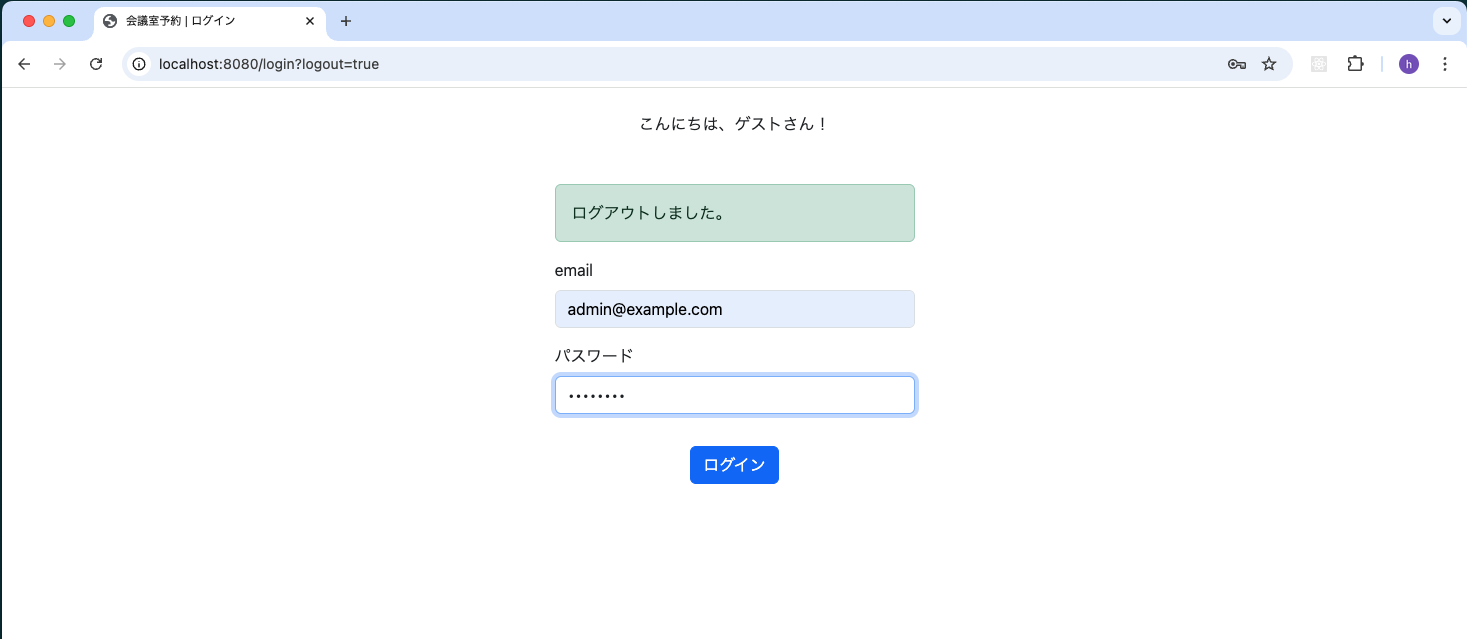 会議室予約 | ログイン
localhost:8080/login?logout=true
h
こんにちは、ゲストさん！
ログアウトしました。
email
admin@example.com
パスワード
••••••••
ログイン